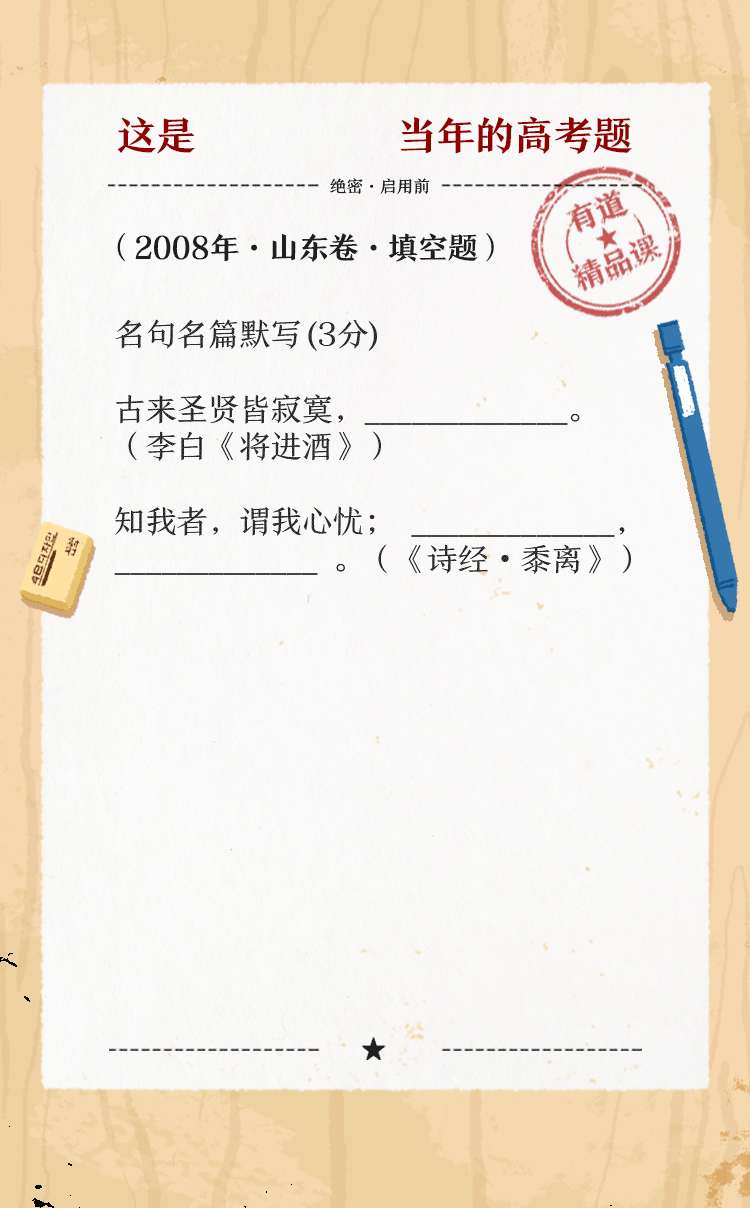 这是 当年的高考题
绝密·启用前
有道
精品课
（2008年·山东卷·填空题）
名句名篇默写(3分)
古来圣贤皆寂寞，_____________。
（李白《将进酒》）
知我者，谓我心忧； _____________，
_____________ 。（《诗经·黍离》）